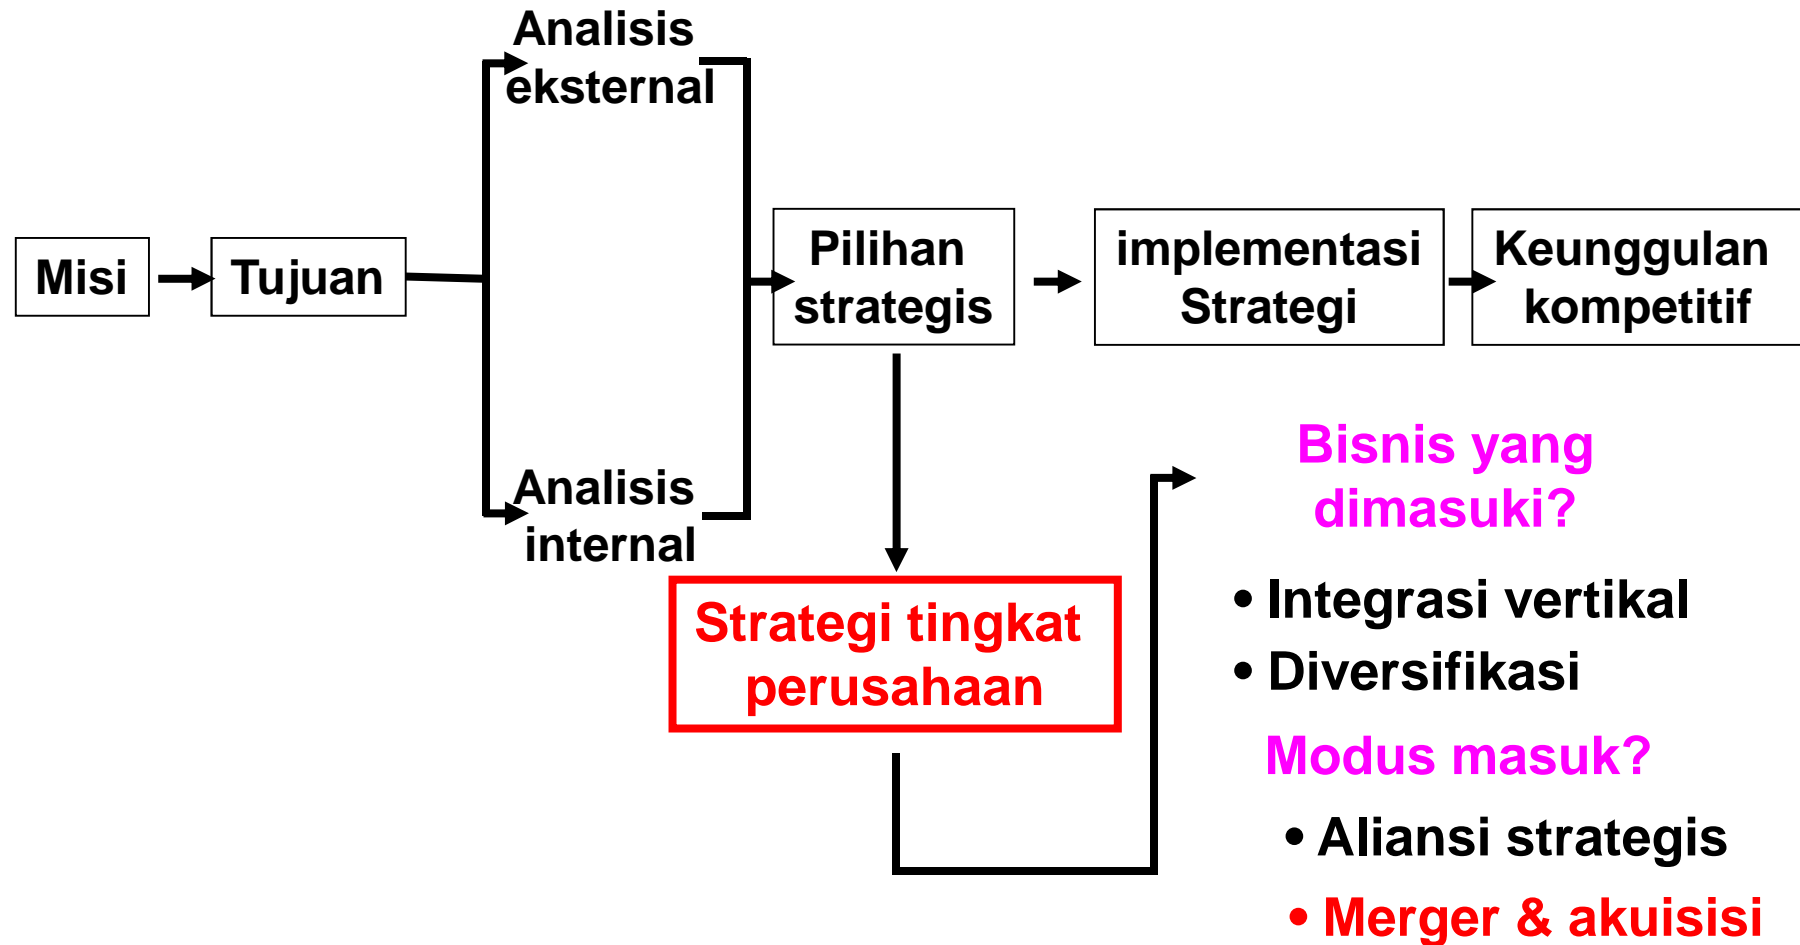 Analisis
eksternal
Misi
Tujuan
Pilihan
strategis
implementasi
Strategi
Keunggulan
kompetitif
Analisis
internal
Strategi tingkat
perusahaan
Bisnis yang
dimasuki?
• Integrasi vertikal
• Diversifikasi
Modus masuk?
• Aliansi strategis
• Merger & akuisisi